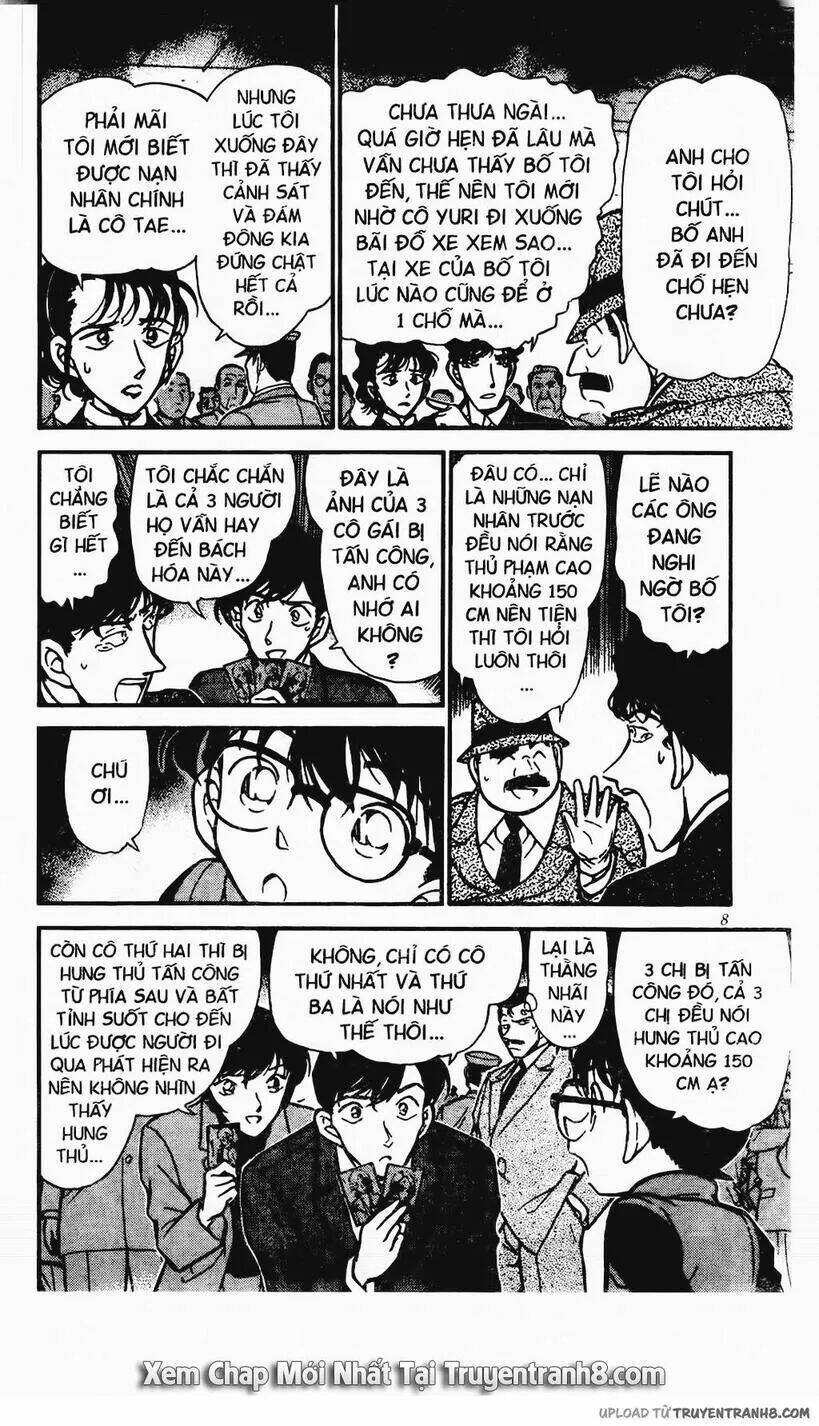 ANH CHO
TÔI HỎI
CHÚT...
BỐ ANH
ĐÃ ĐI ĐẾN
CHỖ HẸN
CHƯA?
CHƯA THƯA NGÀI...
QUÁ GIỜ HẸN ĐÃ LÂU MÀ
VẪN CHƯA THẤY BỐ TÔI
ĐẾN, THẾ NÊN TÔI MỚI
NHỜ CÔ YURI ĐI XUỐNG
BÃI ĐỖ XE XEM SAO...
TẠI XE CỦA BỐ TÔI
LÚC NÀO CŨNG ĐỂ Ở
1 CHỖ MÀ...
NHƯNG
LÚC TÔI
XUỐNG ĐÂY
THÌ ĐÃ THẤY
CẢNH SÁT
VÀ ĐÁM
ĐÔNG KIA
ĐỨNG CHẬT
HẾT CẢ
RỒI...
PHẢI MÃI
TÔI MỚI BIẾT
ĐƯỢC NẠN
NHÂN CHÍNH
LÀ CÔ TAE...
LẼ NÀO
CÁC ÔNG
ĐANG
NGHI
NGỜ BỐ
TÔI?
ĐÂU CÓ... CHỈ
LÀ NHỮNG NẠN
NHÂN TRƯỚC
ĐỀU NÓI RẰNG
THỦ PHẠM CAO
KHOẢNG 150
CM NÊN TIỆN
THÌ TÔI HỎI
LUÔN THÔI
...
ĐÂY LÀ
ẢNH CỦA 3
CÔ GÁI BỊ
TẤN CÔNG,
ANH CÓ
NHỚ AI
KHÔNG
?
TÔI CHẮC CHẮN
LÀ CẢ 3 NGƯỜI
HỌ VẪN HAY
ĐẾN BÁCH
HÓA NÀY...
TÔI
CHẲNG
BIẾT
GÌ HẾT
...
CHÚ
ƠI...
8
3 CHỊ BỊ TẤN
CÔNG ĐÓ, CẢ 3
CHỊ ĐỀU NÓI
HUNG THỦ CAO
KHOẢNG 150
CM Ạ?
LẠI LÀ
THẰNG
NHÃI
NÀY...
KHÔNG, CHỈ CÓ CÔ
THỨ NHẤT VÀ THỨ
BA LÀ NÓI NHƯ
THẾ THÔI.
CÒN CÔ THỨ HAI THÌ BỊ
HUNG THỦ TẤN CÔNG
TỪ PHÍA SAU VÀ BẤT
TỈNH SUỐT CHO ĐẾN
LÚC ĐƯỢC NGƯỜI ĐI
QUA PHÁT HIỆN RA
NÊN KHÔNG NHÌN
THẤY
HUNG
THỦ...
Xem Chap Mới Nhất Tại Truyentranh8.com
UPLOAD TỪ TRUYENTRANH8.COM